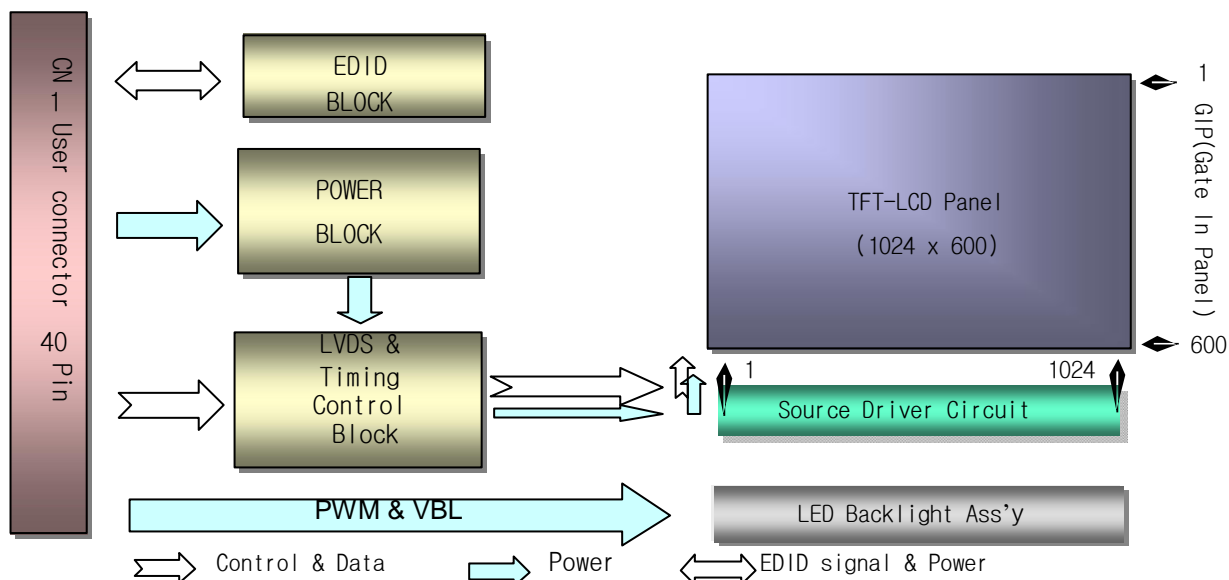 CN 1 User connector 40 Pin
EDID
BLOCK
POWER
BLOCK
LVDS &
Timing
Control
Block
TFT-LCD Panel
(1024 x 600)
1
GIP(Gate In Panel)
600
1
1024
Source Driver Circuit
PWM & VBL
LED Backlight Ass’y
Control & Data
Power
EDID signal & Power